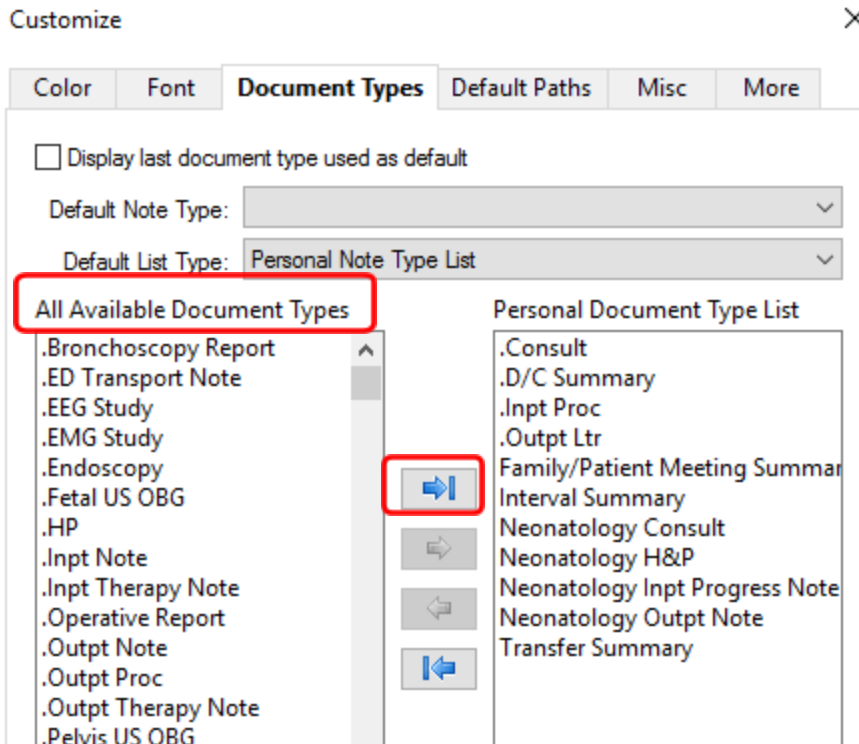 Customize
Color Font Document Types Default Paths Misc More
Display last document type used as default
Default Note Type:
Default List Type: Personal Note Type List
All Available Document Types
.Bronchoscopy Report
.ED Transport Note
.EEG Study
.EMG Study
.Endoscopy
.Fetal US OBG
.HP
.Inpt Note
.Inpt Therapy Note
.Operative Report
.Outpt Note
.Outpt Proc
.Outpt Therapy Note
.Pelvis US OBG
Personal Document Type List
.Consult
.D/C Summary
.Inpt Proc
.Outpt Ltr
Family/Patient Meeting Summar
Interval Summary
Neonatology Consult
Neonatology H&P
Neonatology Inpt Progress Note
Neonatology Outpt Note
Transfer Summary